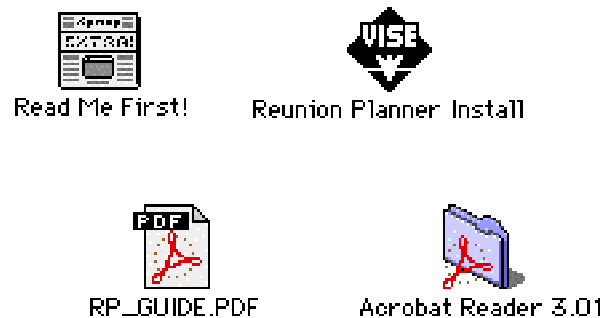 EXTRA!
VISE
Read Me First!
Reunion Planner Install
PDF
RP_GUIDE.PDF
Acrobat Reader 3.01